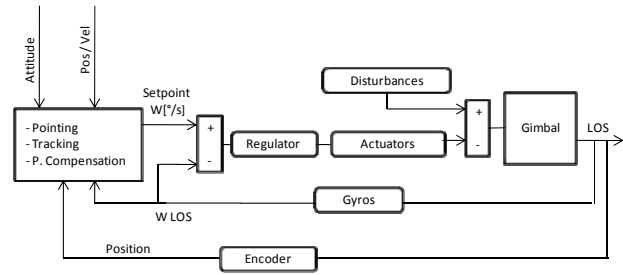 Attitude
Pos / Vel
Setpoint
W[°/s]
Disturbances
- Pointing
- Tracking
- P. Compensation
+
-
Regulator
Actuators
+
-
Gimbal
LOS
W LOS
Gyros
Position
Encoder